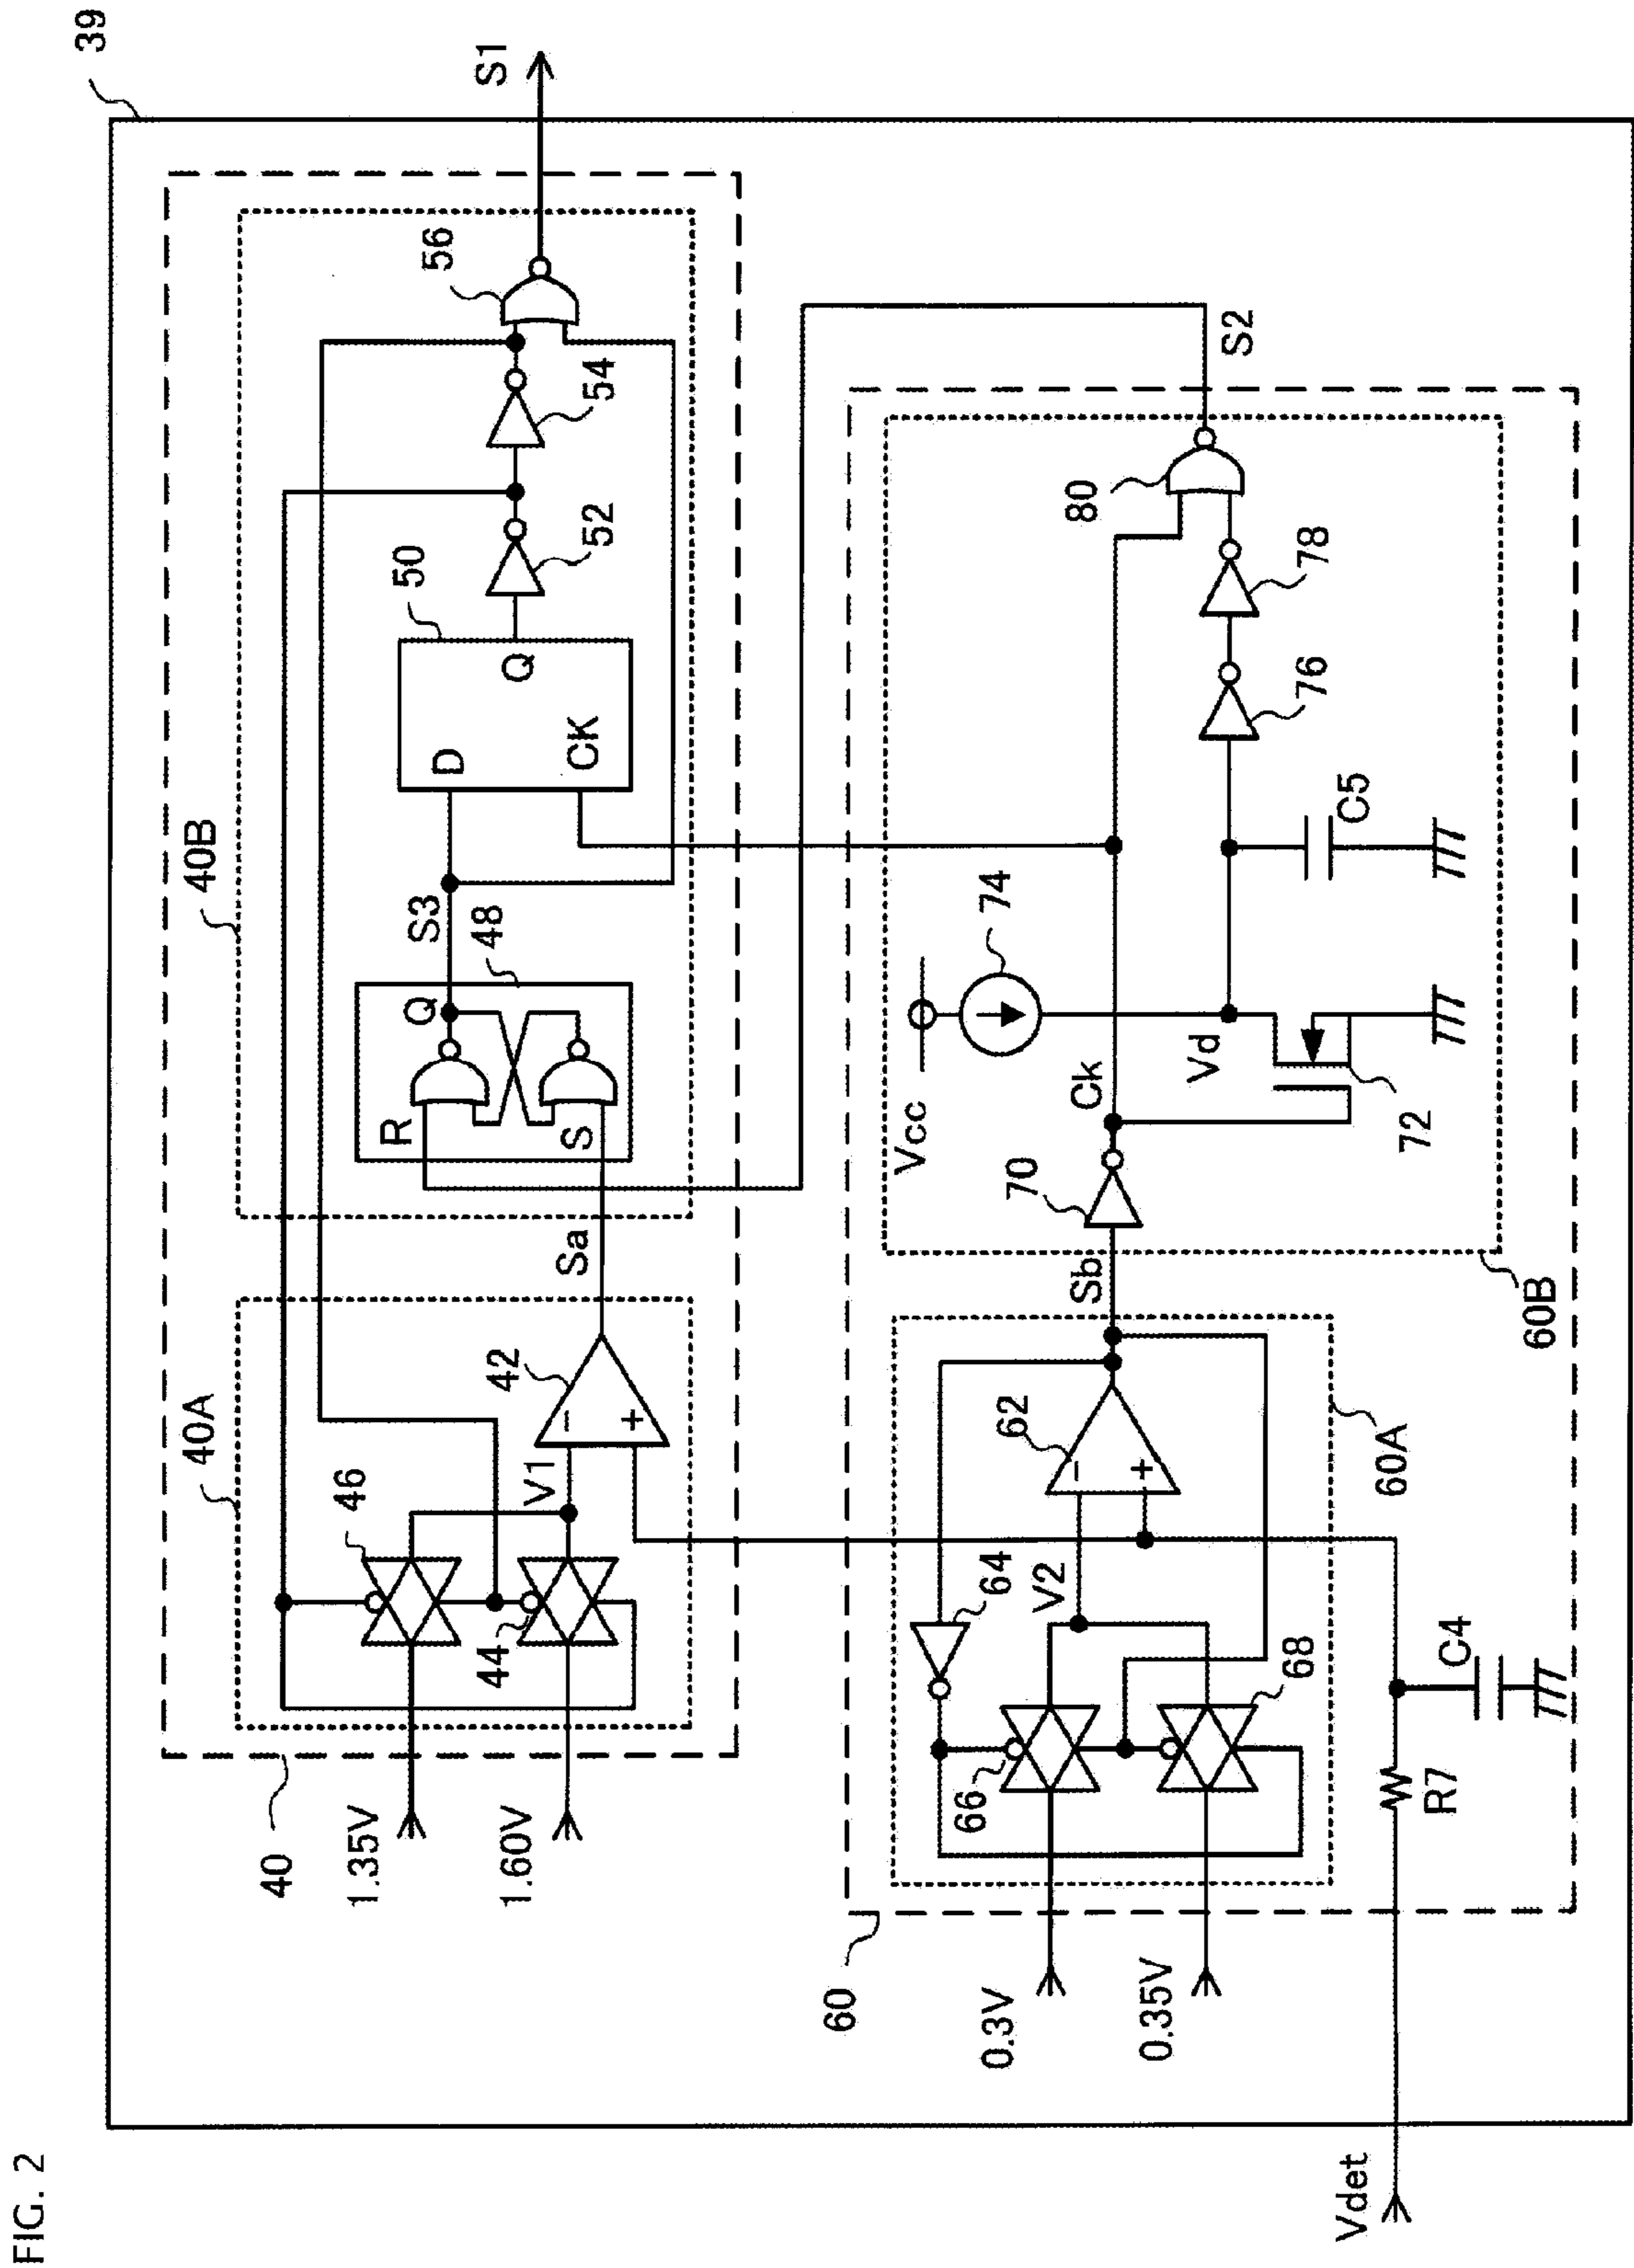 FIG. 2
39
40
40A
40B
1.35V
1.60V
46
44
V1
42
-
+
Sa
R
S
Q
48
S3
D
CK
Q
50
52
54
56
S1
60
60A
60B
0.3V
0.35V
66
68
64
V2
62
-
+
Sb
70
Ck
Vcc
74
Vd
72
C5
76
78
80
S2
Vdet
R7
C4